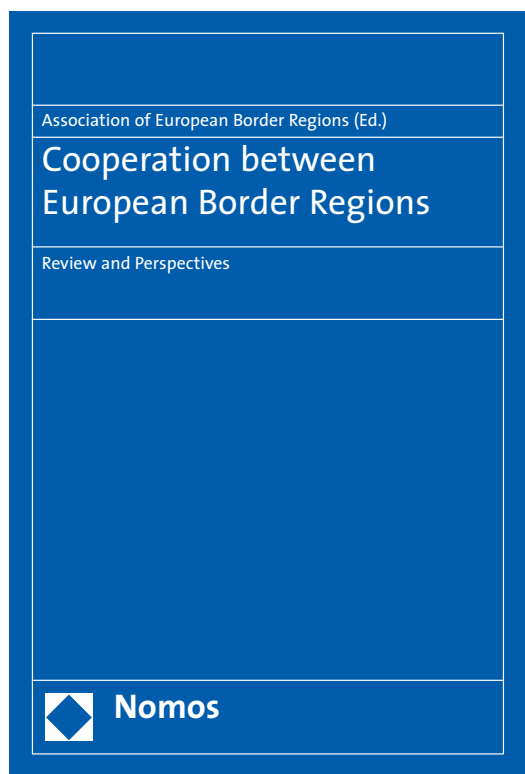 Association of European Border Regions (Ed.)
Cooperation between
European Border Regions
Review and Perspectives
Nomos